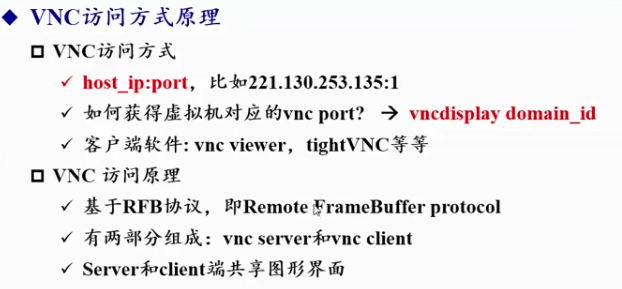 VNC访问方式原理
VNC访问方式
host_ip:port，比如221.130.253.135:1
如何获得虚拟机对应的vnc port? → vncdisplay domain_id
客户端软件: vnc viewer，tightVNC等等
VNC 访问原理
基于RFB协议，即Remote FrameBuffer protocol
有两部分组成：vnc server和vnc client
Server和client端共享图形界面